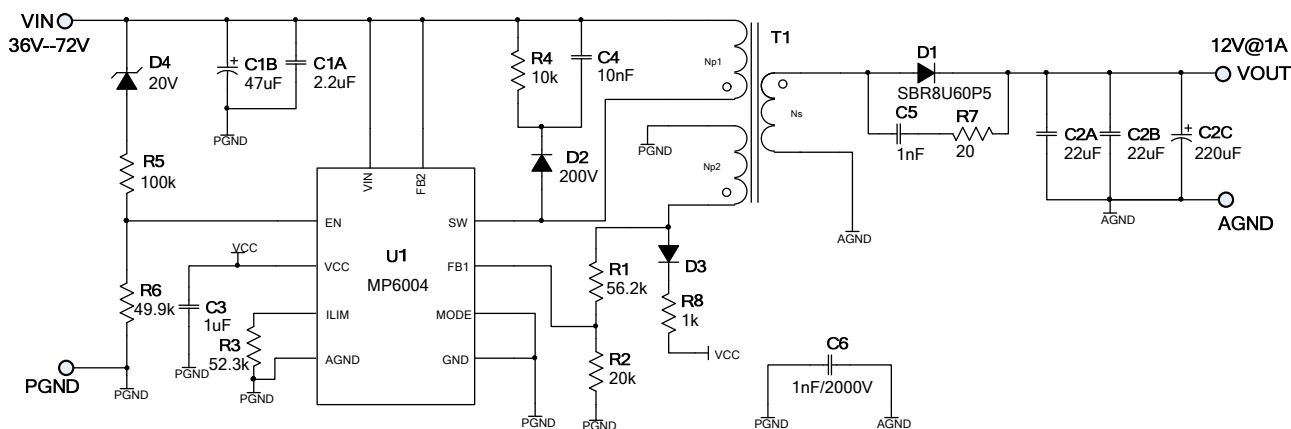 VIN
36V--72V
D4
20V
C1B
47uF
C1A
2.2uF
PGND
R4
10k
C4
10nF
T1
Np1
Ns
Np2
PGND
D1
SBR8U60P5
C5
1nF
R7
20
12V@1A
VOUT
C2A
22uF
C2B
22uF
C2C
220uF
AGND
AGND
AGND
R5
100k
D2
200V
VIN
FB2
EN
SW
VCC
VCC
FB1
U1
MP6004
ILIM
MODE
AGND
GND
R6
49.9k
C3
1uF
PGND
R3
52.3k
PGND
R1
56.2k
D3
R8
1k
VCC
R2
20k
PGND
PGND
PGND
PGND
C6
1nF/2000V
PGND
AGND